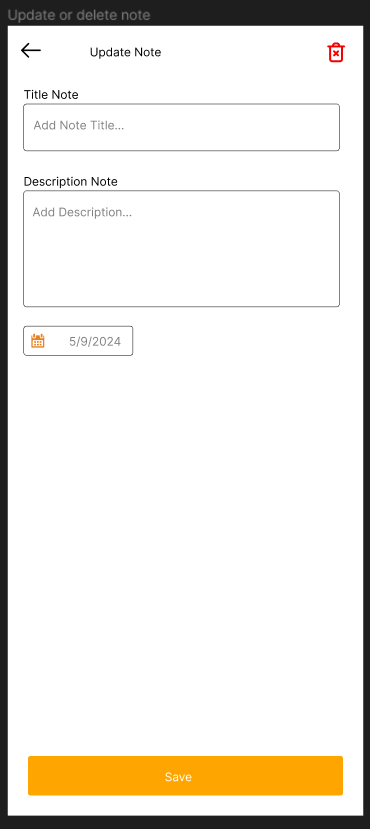 Update or delete note
Update Note
Title Note
Add Note Title...
Description Note
Add Description...
5/9/2024
Save